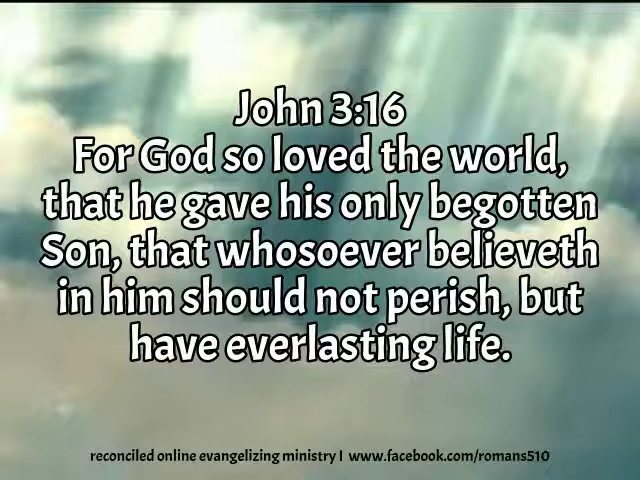 John 3:16
For God so loved the world,
that he gave his only begotten
Son, that whosoever believeth
in him should not perish, but
have everlasting life.
reconciled online evangelizing ministry I www.facebook.com/romans510